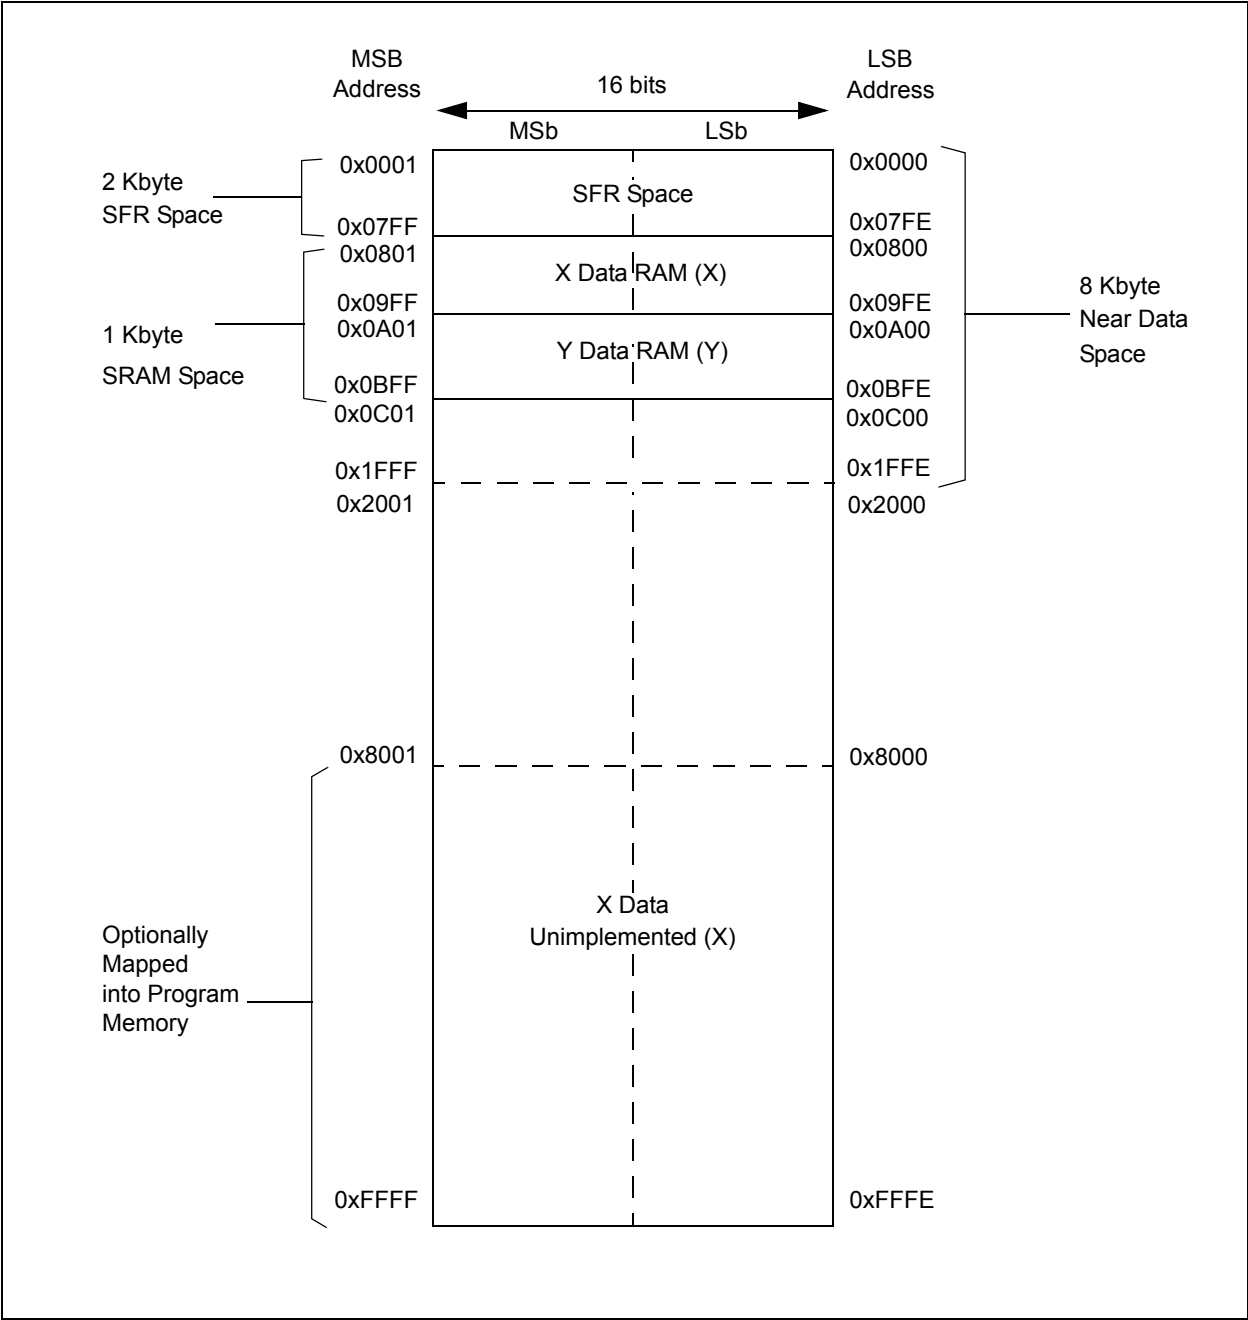 MSB
Address
LSB
Address
16 bits
MSb
LSb
2 Kbyte
SFR Space
0x0001
SFR Space
0x0000
0x07FF
0x07FE
0x0801
0x0800
X Data RAM (X)
0x09FF
0x09FE
0x0A01
0x0A00
1 Kbyte
SRAM Space
Y Data RAM (Y)
8 Kbyte
Near Data
Space
0x0BFF
0x0BFE
0x0C01
0x0C00
0x1FFF
0x1FFE
0x2001
0x2000
0x8001
0x8000
X Data
Unimplemented (X)
Optionally
Mapped
into Program
Memory
0xFFFF
0xFFFE